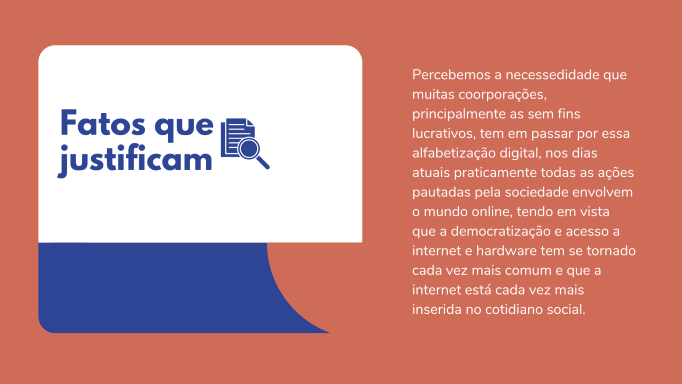 Fatos que
justificam
Percebemos a necessedidade que
muitas coorporações,
principalmente as sem fins
lucrativos, tem em passar por essa
alfabetização digital, nos dias
atuais praticamente todas as ações
pautadas pela sociedade envolvem
o mundo online, tendo em vista
que a democratização e acesso a
internet e hardware tem se tornado
cada vez mais comum e que a
internet está cada vez mais
inserida no cotidiano social.